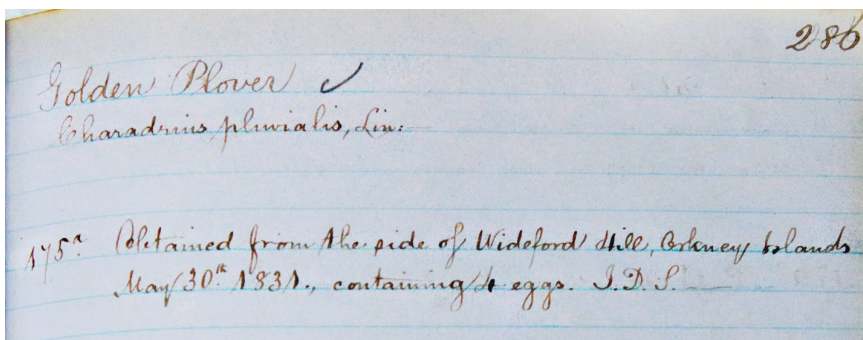 286
Golden Plover ✓
Charadrius pluvialis, Lin:
175a. Obtained from the side of Wideford Hill, Orkney Islands
May 30th. 1831., containing 4 eggs. J.D.S.